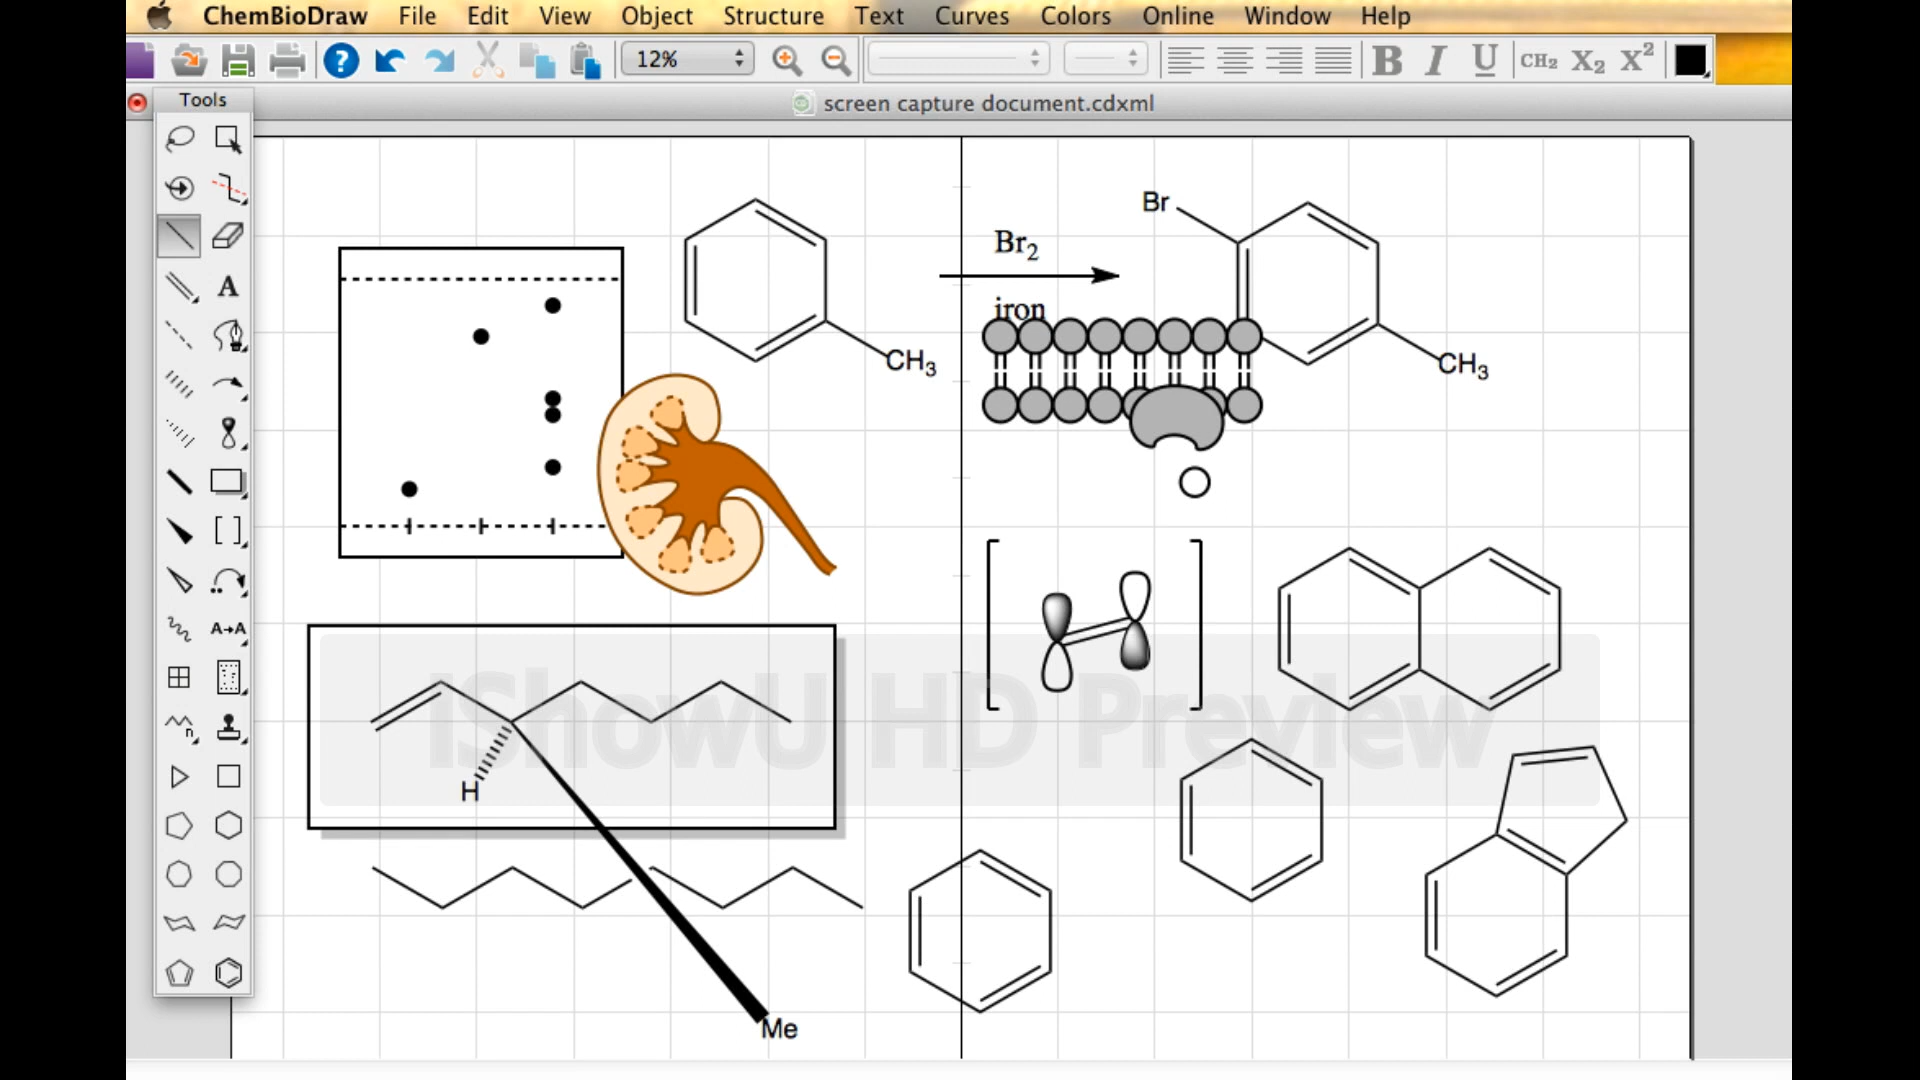 ChemBioDraw File Edit View Object Structure Text Curves Colors Online Window Help
12% B I U CH₂ X₂ X²
screen capture document.cdxml
Tools
A
A→A
n
Br
Br₂
iron
CH₃
CH₃
iShowU HD Preview
H
Me